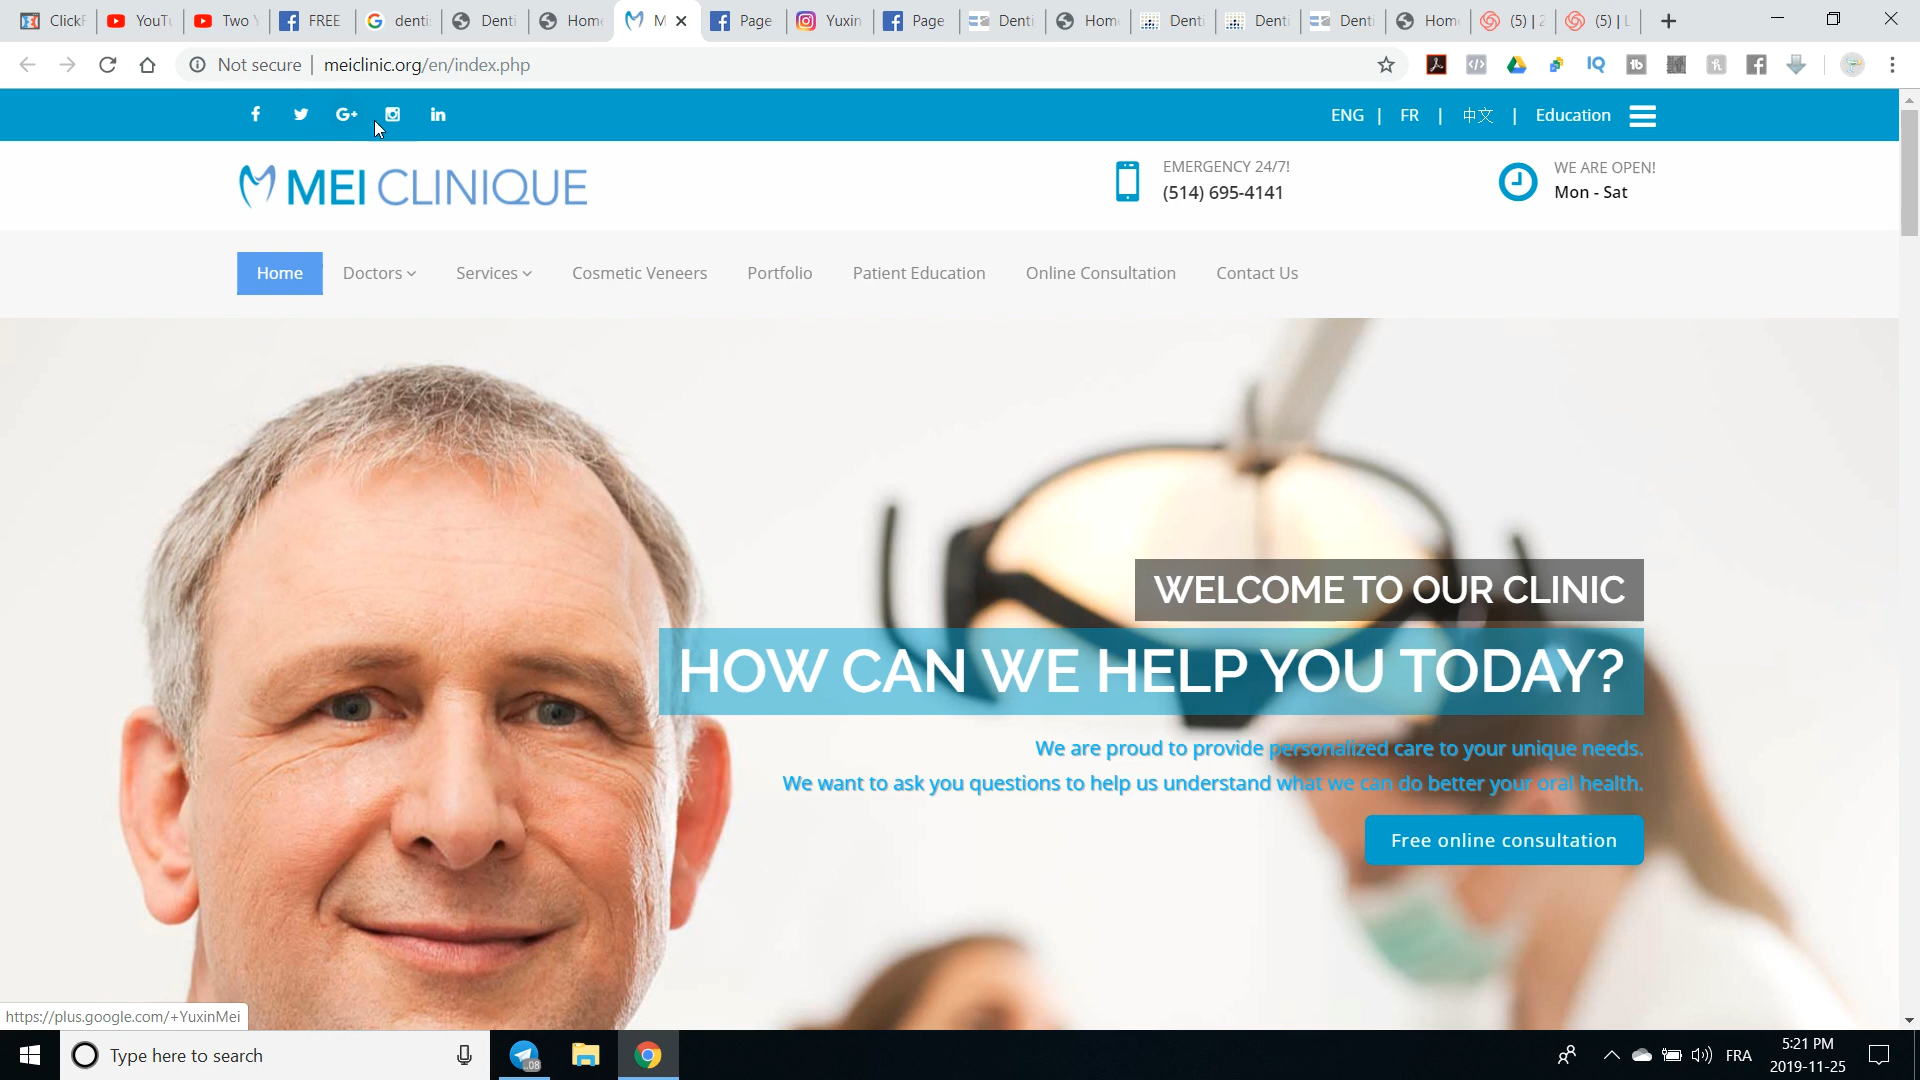 ClickF
YouTu
Two Y
FREE
denti
Denti
Home
M
Page
Yuxin
Page
Denti
Home
Denti
Denti
Denti
Home
(5) | 2
(5) | L
Not secure | meiclinic.org/en/index.php
ENG | FR | 中文 | Education
MEI CLINIQUE
EMERGENCY 24/7!
(514) 695-4141
WE ARE OPEN!
Mon - Sat
Home
Doctors
Services
Cosmetic Veneers
Portfolio
Patient Education
Online Consultation
Contact Us
WELCOME TO OUR CLINIC
HOW CAN WE HELP YOU TODAY?
We are proud to provide personalized care to your unique needs.
We want to ask you questions to help us understand what we can do better your oral health.
Free online consultation
https://plus.google.com/+YuxinMei
Type here to search
.08
FRA
5:21 PM
2019-11-25